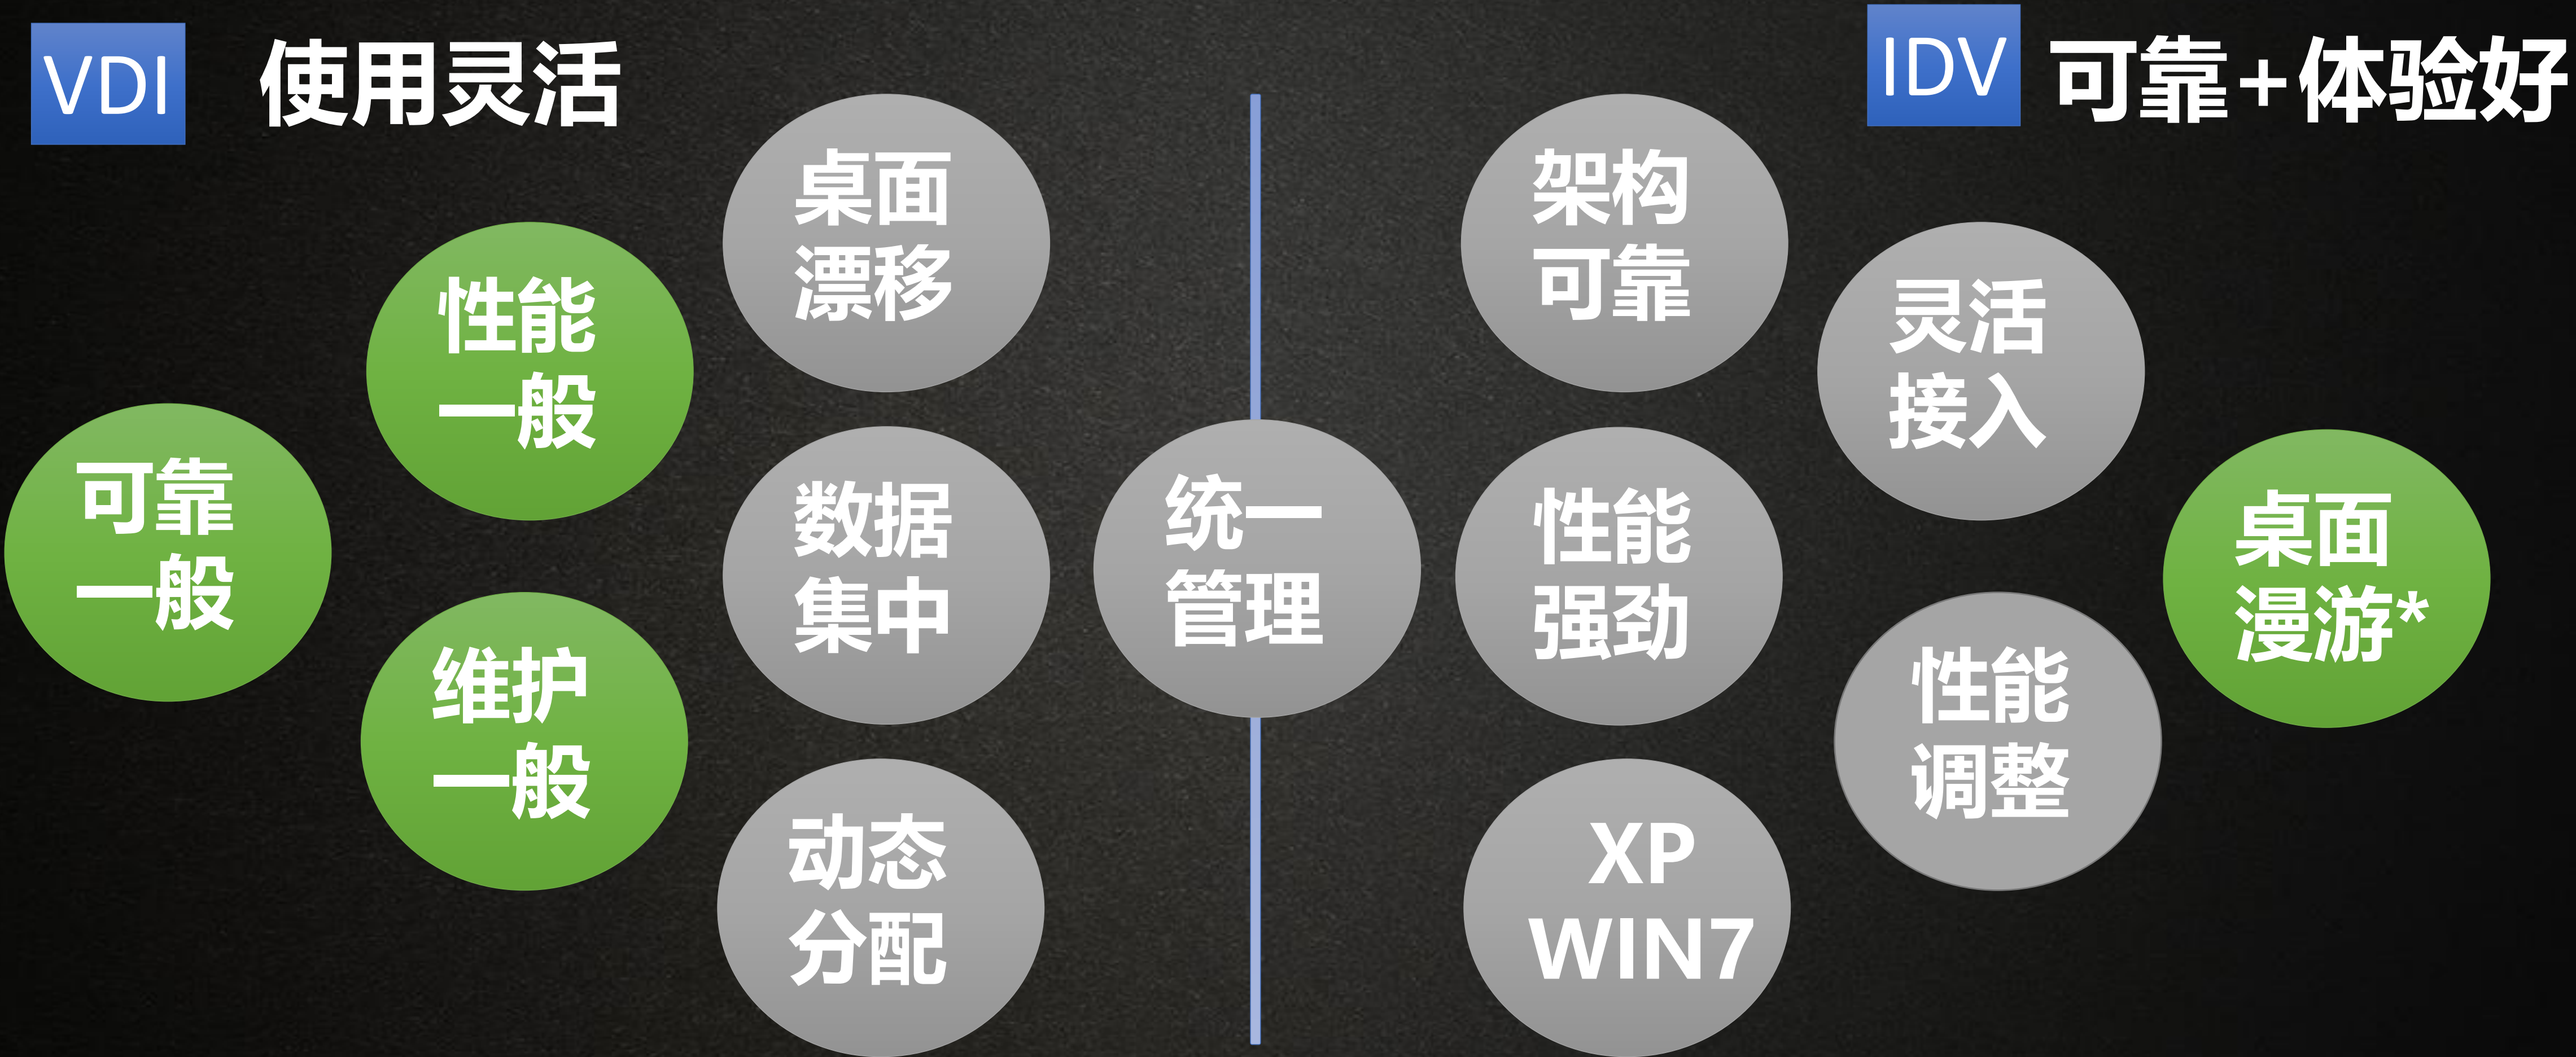 VDI
使用灵活
IDV
可靠+体验好
桌面
漂移
性能
一般
可靠
一般
数据
集中
维护
一般
动态
分配
统一
管理
架构
可靠
灵活
接入
性能
强劲
桌面
漫游*
性能
调整
XP
WIN7